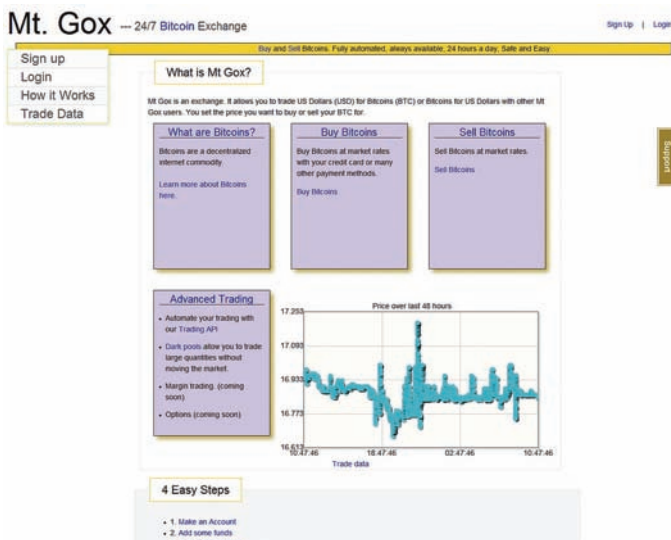 Mt. Gox --- 24/7 Bitcoin Exchange
Sign Up | Login
Buy and Sell Bitcoins. Fully automated, always available, 24 hours a day, Safe and Easy
Sign up
Login
How it Works
Trade Data
What is Mt Gox?
Mt Gox is an exchange. It allows you to trade US Dollars (USD) for Bitcoins (BTC) or Bitcoins for US Dollars with other Mt
Gox users. You set the price you want to buy or sell your BTC for.
What are Bitcoins?
Bitcoins are a decentralized
internet commodity
Learn more about Bitcoins
here.
Buy Bitcoins
Buy Bitcoins at market rates
with your credit card or many
other payment methods.
Buy Bitcoins
Sell Bitcoins
Sell Bitcoins at market rates.
Sell Bitcoins
Support
Advanced Trading
• Automate your trading with
our Trading API
• Dark pools allow you to trade
large quantities without
moving the market.
• Margin trading. (coming
soon)
• Options (coming soon)
Price over last 48 hours
17.253
17.093
16.933
16.773
16.613
10.47.46
18.47.46
02.47.46
10.47.46
Trade data
4 Easy Steps
• 1. Make an Account
• 2. Add some funds